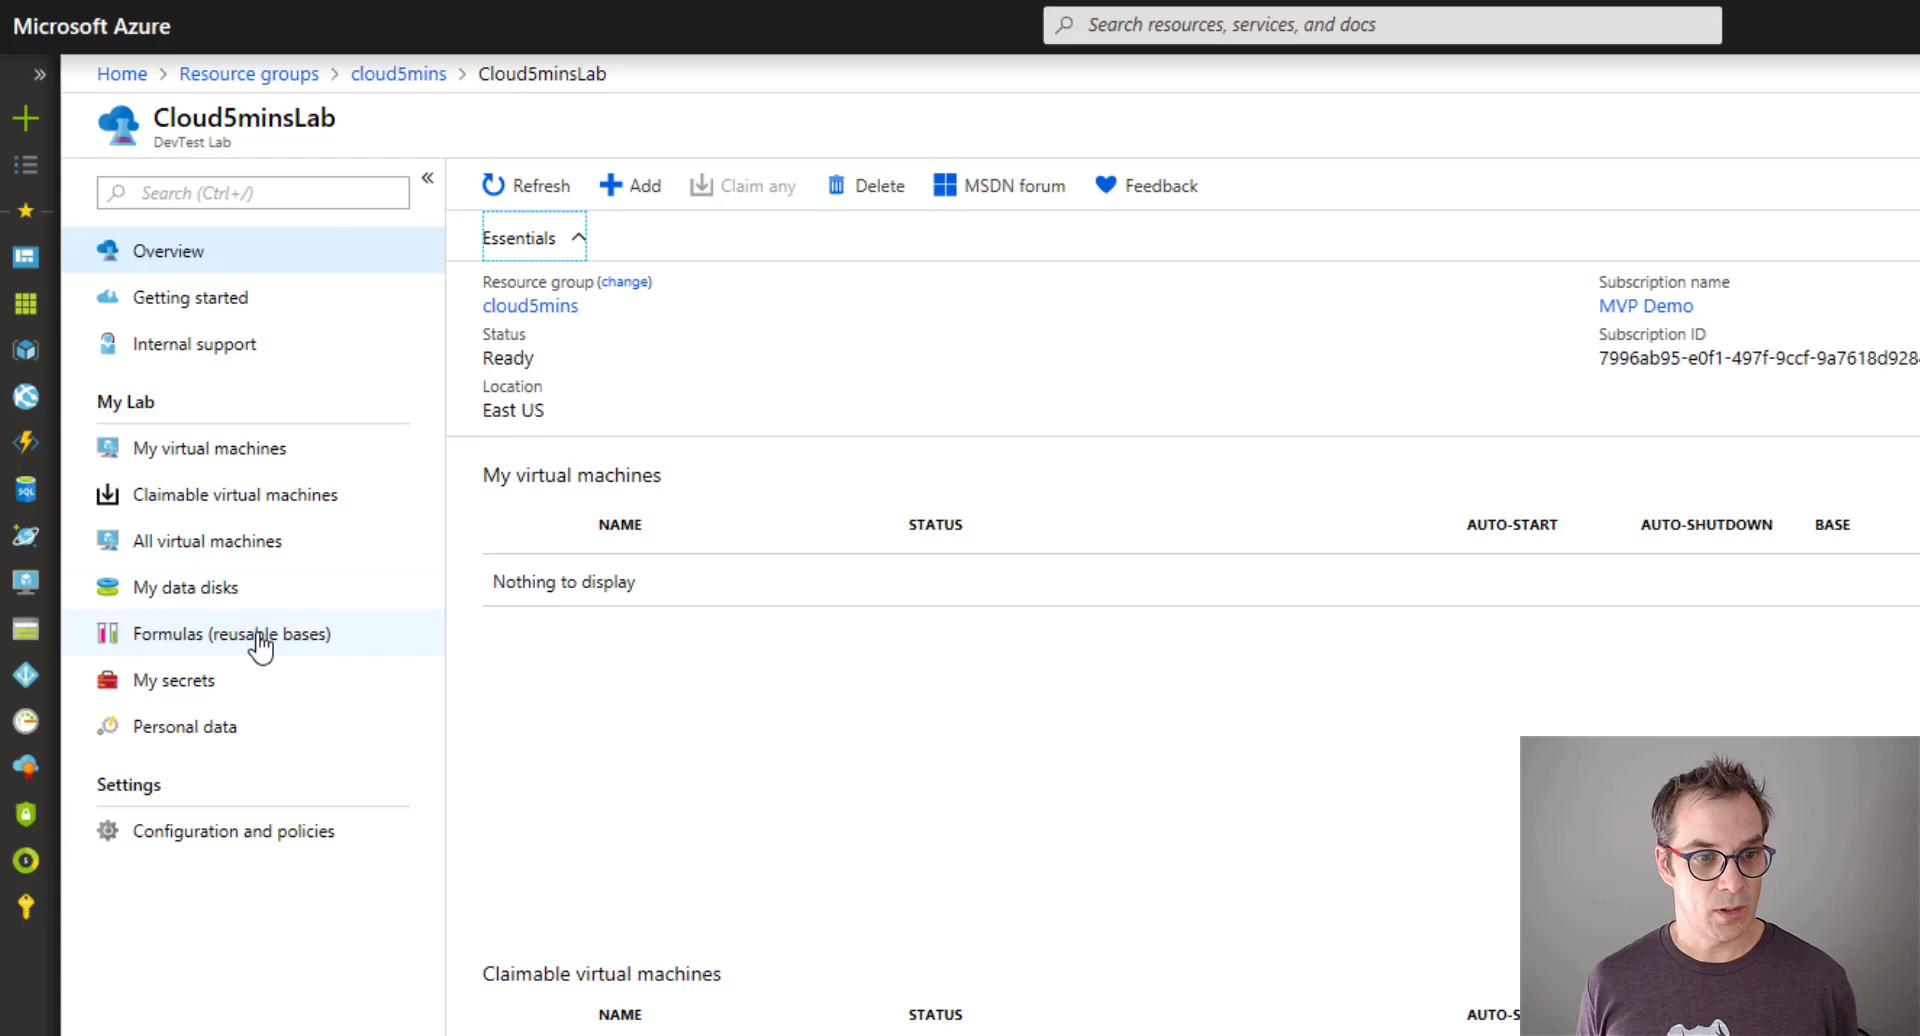 Microsoft Azure
Search resources, services, and docs
Home > Resource groups > cloud5mins > Cloud5minsLab
Cloud5minsLab
DevTest Lab
Search (Ctrl+/)
Overview
Getting started
Internal support
My Lab
My virtual machines
Claimable virtual machines
All virtual machines
My data disks
Formulas (reusable bases)
My secrets
Personal data
Settings
Configuration and policies
Refresh
Add
Claim any
Delete
MSDN forum
Feedback
Essentials
Resource group (change)
cloud5mins
Status
Ready
Location
East US
Subscription name
MVP Demo
Subscription ID
7996ab95-e0f1-497f-9ccf-9a7618d928
My virtual machines
NAME STATUS AUTO-START AUTO-SHUTDOWN BASE
Nothing to display
Claimable virtual machines
NAME STATUS AUTO-S
SQL